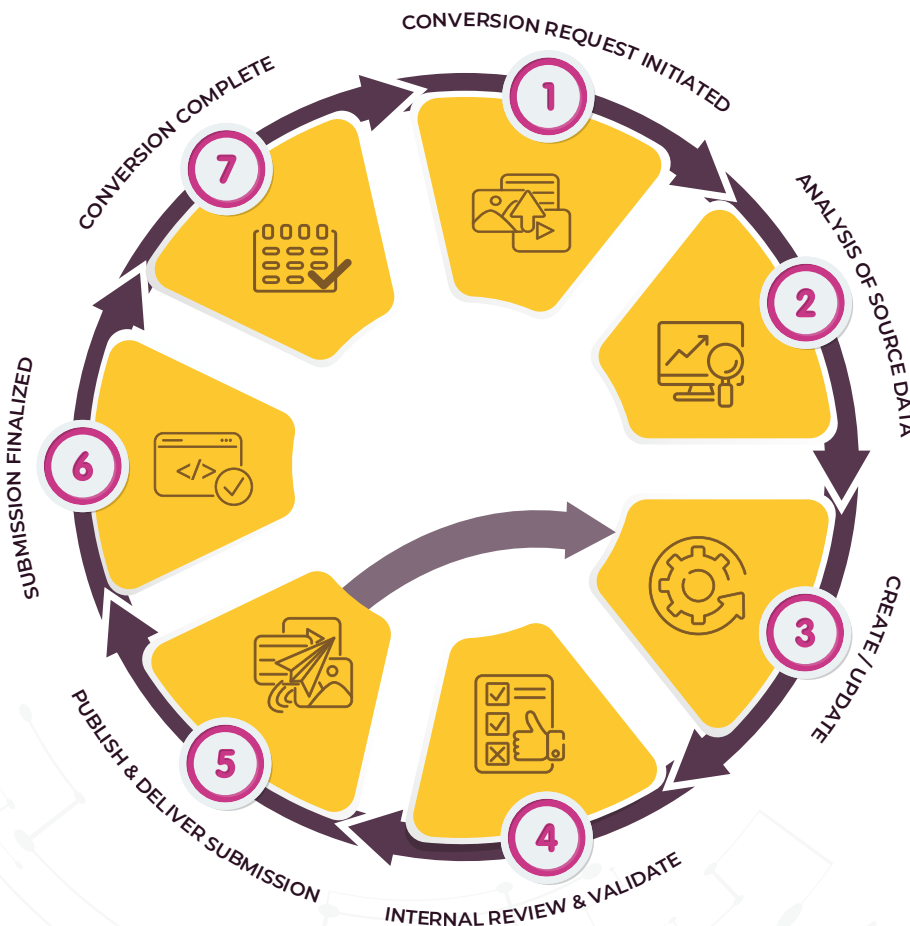 1
CONVERSION REQUEST INITIATED
2
ANALYSIS OF SOURCE DATA
3
CREATE / UPDATE
4
INTERNAL REVIEW & VALIDATE
5
PUBLISH & DELIVER SUBMISSION
6
SUBMISSION FINALIZED
</>
7
CONVERSION COMPLETE